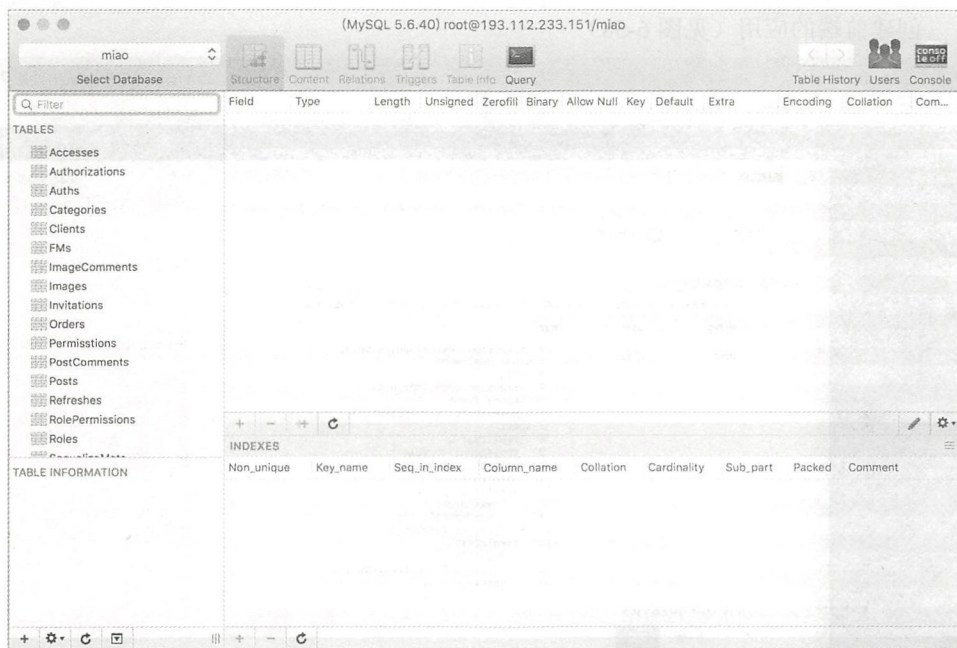 (MySQL 5.6.40) root@193.112.233.151/miao
miao
Select Database
Structure Content Relations Triggers Table Info Query
Table History Users Console
conso
le off
Filter
Field Type Length Unsigned Zerofill Binary Allow Null Key Default Extra Encoding Collation Com...
TABLES
Accesses
Authorizations
Auths
Categories
Clients
FMs
ImageComments
Images
Invitations
Orders
Permisstions
PostComments
Posts
Refreshes
RolePermissions
Roles
INDEXES
Non_unique Key_name Seq_in_index Column_name Collation Cardinality Sub_part Packed Comment
TABLE INFORMATION